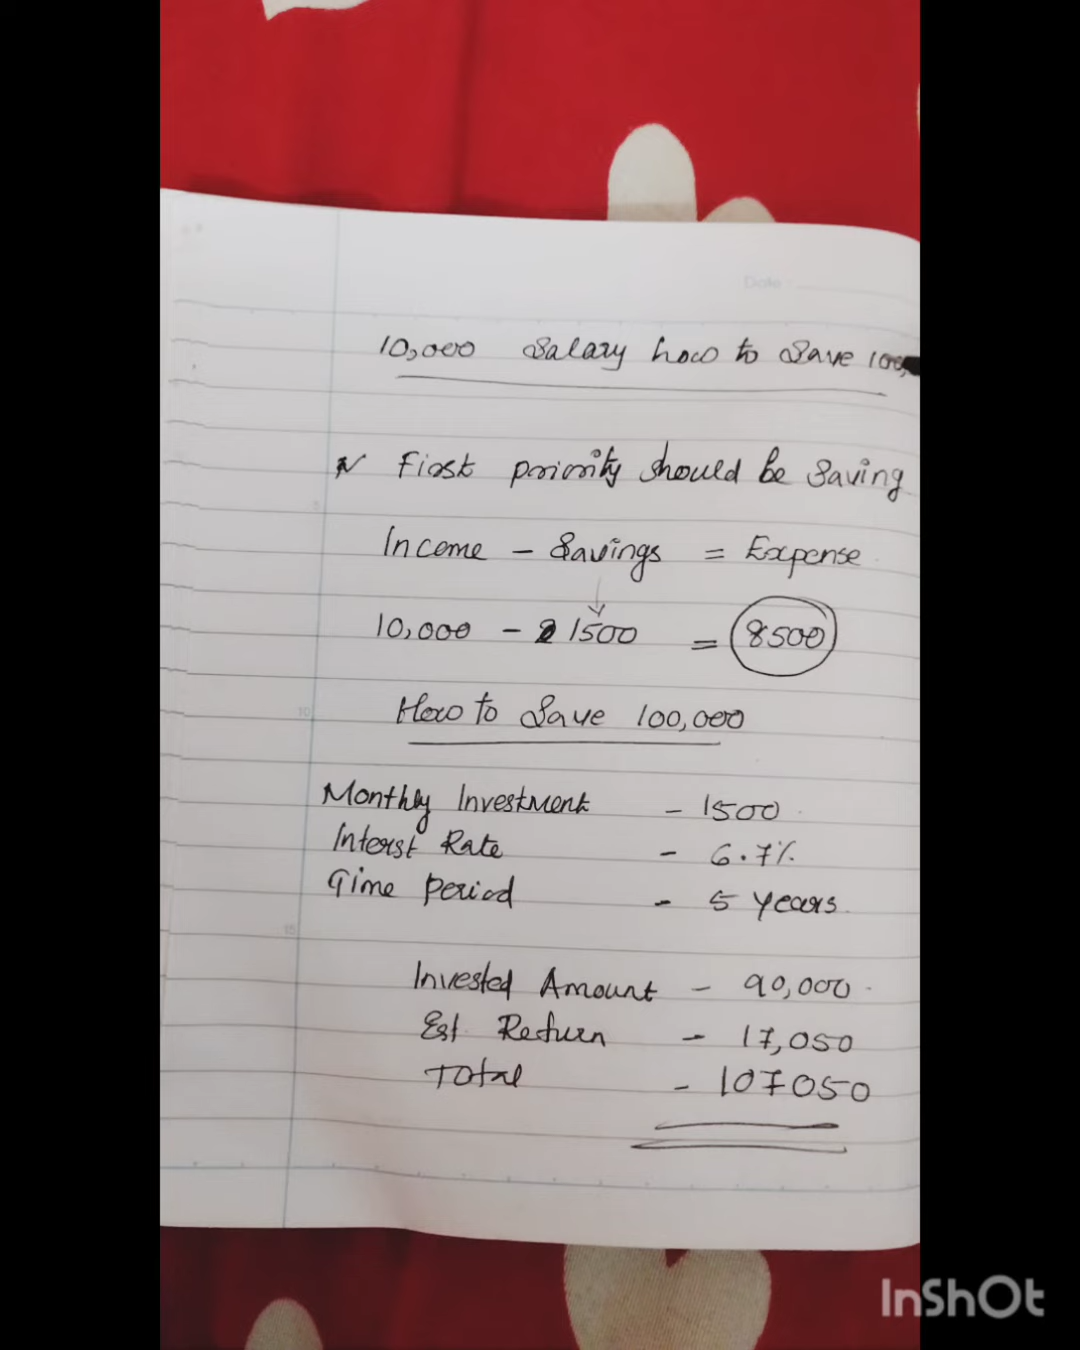 Date :
10,000 Salary how to Save 100,
First priority should be Saving
Income - Savings = Expense
10,000 - 1500 = 8500
How to Save 100,000
Monthly Investment - 1500
Interst Rate - 6.7%
Time Period - 5 Years
Invested Amount - 90,000
Est Return - 17,050
Total - 107050
InShOt